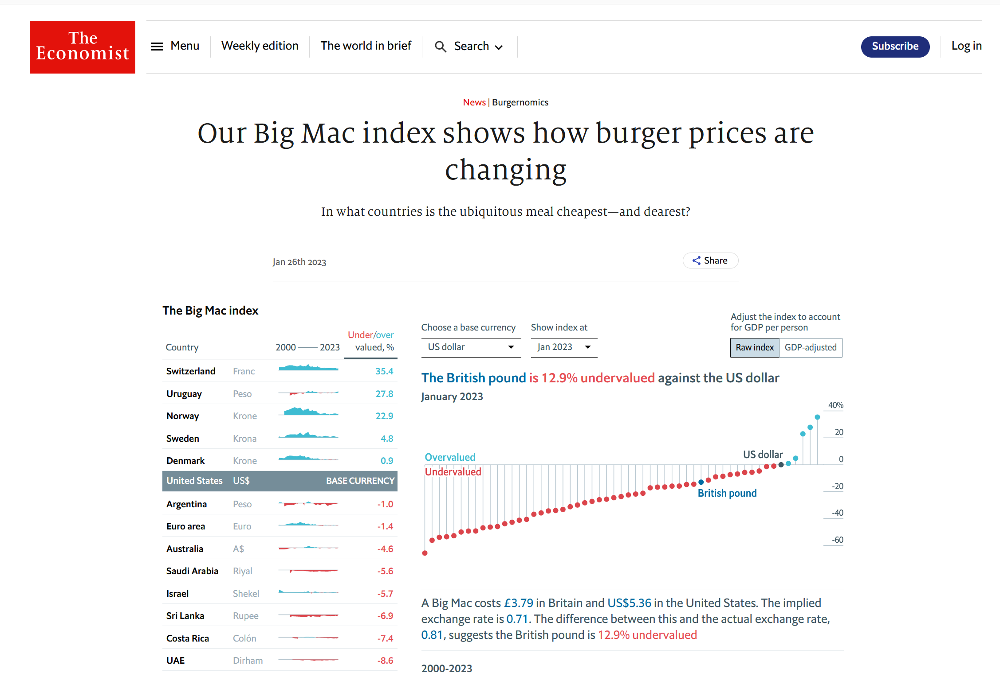 The
Economist
Menu
Weekly edition
The world in brief
Search
Subscribe
Log in
News | Burgernomics
Our Big Mac index shows how burger prices are
changing
In what countries is the ubiquitous meal cheapest—and dearest?
Jan 26th 2023
Share
The Big Mac index
Country 2000 — 2023 Under/over
valued, %
Switzerland Franc 35.4
Uruguay Peso 27.8
Norway Krone 22.9
Sweden Krona 4.8
Denmark Krone 0.9
United States US$ BASE CURRENCY
Argentina Peso -1.0
Euro area Euro -1.4
Australia A$ -4.6
Saudi Arabia Riyal -5.6
Israel Shekel -5.7
Sri Lanka Rupee -6.9
Costa Rica Colón -7.4
UAE Dirham -8.6
Choose a base currency
US dollar
Show index at
Jan 2023
Adjust the index to account
for GDP per person
Raw index
GDP-adjusted
The British pound is 12.9% undervalued against the US dollar
January 2023
40%
20
0
-20
-40
-60
Overvalued
Undervalued
US dollar
British pound
A Big Mac costs £3.79 in Britain and US$5.36 in the United States. The implied
exchange rate is 0.71. The difference between this and the actual exchange rate,
0.81, suggests the British pound is 12.9% undervalued
2000-2023